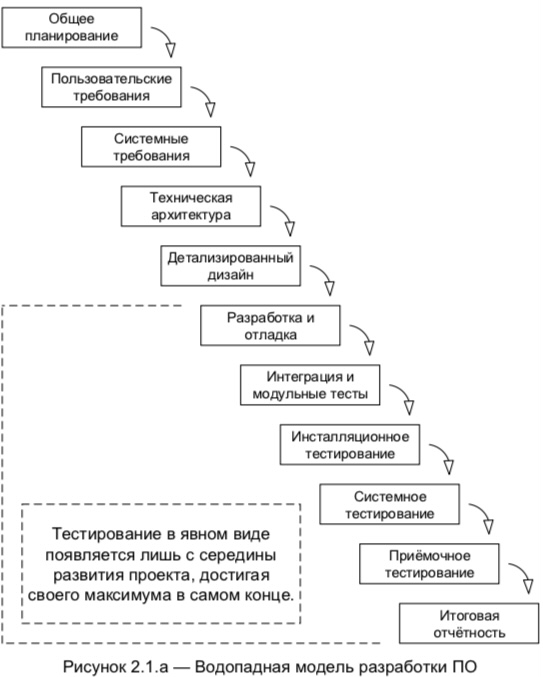 Общее
планирование
Пользовательские
требования
Системные
требования
Техническая
архитектура
Детализированный
дизайн
Разработка и
отладка
Интеграция и
модульные тесты
Инсталляционное
тестирование
Системное
тестирование
Приёмочное
тестирование
Итоговая
отчётность
Тестирование в явном виде
появляется лишь с середины
развития проекта, достигая
своего максимума в самом конце.
Рисунок 2.1.a — Водопадная модель разработки ПО